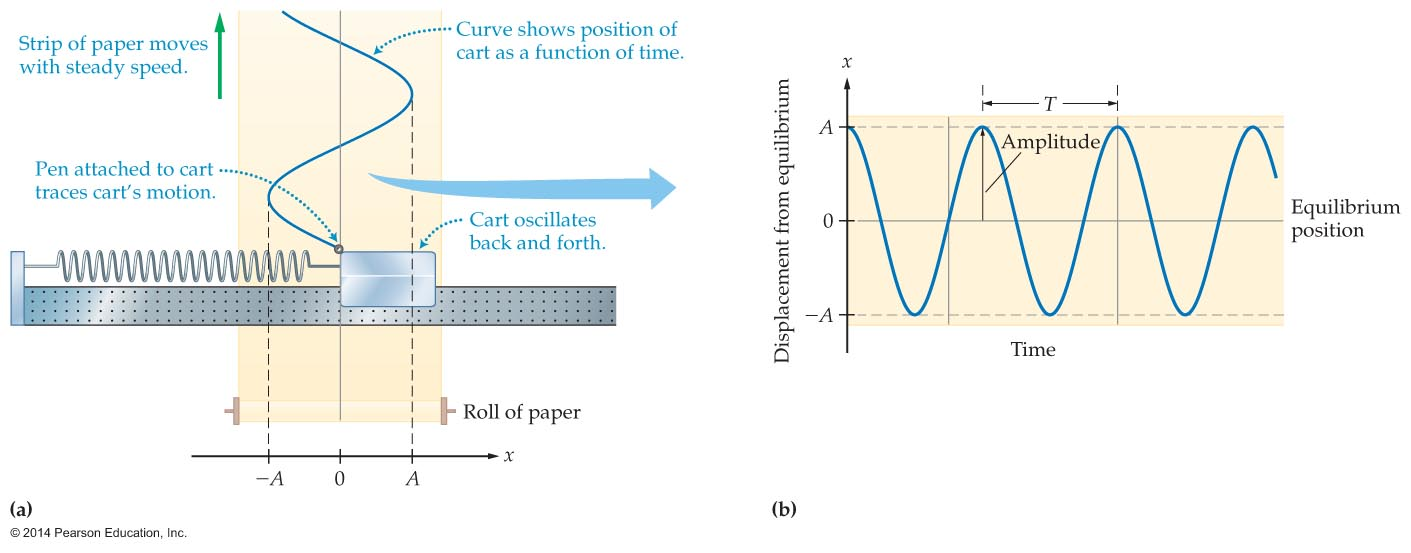 Strip of paper moves
with steady speed.
Curve shows position of
cart as a function of time.
Pen attached to cart
traces cart’s motion.
Cart oscillates
back and forth.
Roll of paper
x
−A
0
A
(a)
© 2014 Pearson Education, Inc.
x
Displacement from equilibrium
T
A
Amplitude
0
Equilibrium
position
−A
Time
(b)